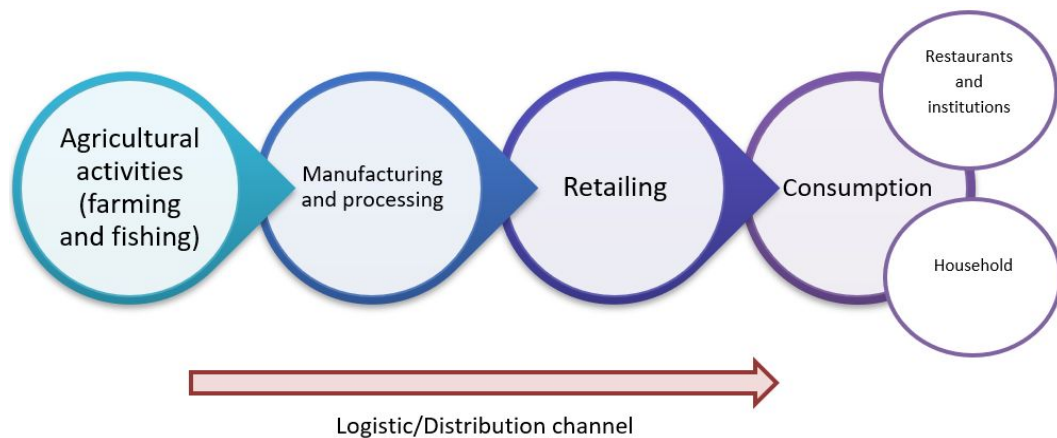 Agricultural
activities
(farming
and fishing)
Manufacturing
and processing
Retailing
Consumption
Restaurants
and
institutions
Household
Logistic/Distribution channel